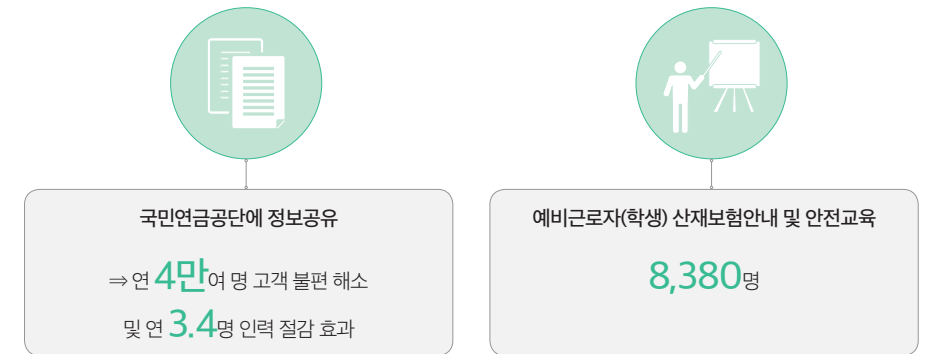 국민연금공단에 정보공유
⇒ 연 4만여 명 고객 불편 해소
및 연 3.4명 인력 절감 효과
예비근로자(학생) 산재보험안내 및 안전교육
8,380명